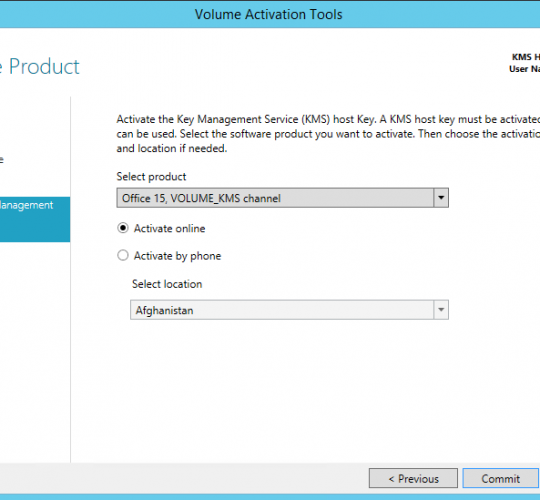 Volume Activation Tools
Product
KMS H
User Na
Activate the Key Management Service (KMS) host Key. A KMS host key must be activated
can be used. Select the software product you want to activate. Then choose the activatio
and location if needed.
Select product
Office 15, VOLUME_KMS channel
anagement
Activate online
Activate by phone
Select location
Afghanistan
< Previous
Commit